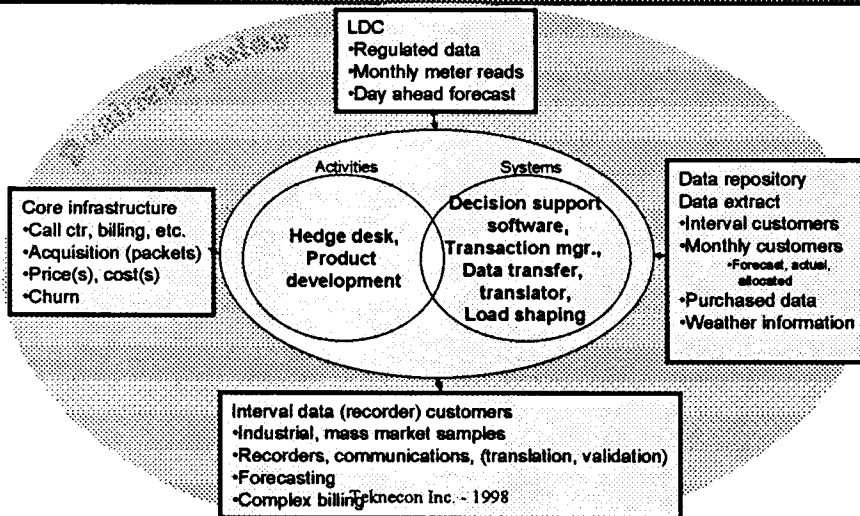 Business rules
LDC
•Regulated data
•Monthly meter reads
•Day ahead forecast
Activities
Systems
Core infrastructure
•Call ctr, billing, etc.
•Acquisition (packets)
•Price(s), cost(s)
•Churn
Hedge desk,
Product
development
Decision support
software,
Transaction mgr.,
Data transfer,
translator,
Load shaping
Data repository
Data extract
•Interval customers
•Monthly customers
•Forecast, actual,
allocated
•Purchased data
•Weather information
Interval data (recorder) customers
•Industrial, mass market samples
•Recorders, communications, (translation, validation)
•Forecasting
•Complex billing
Teknecon Inc. - 1998